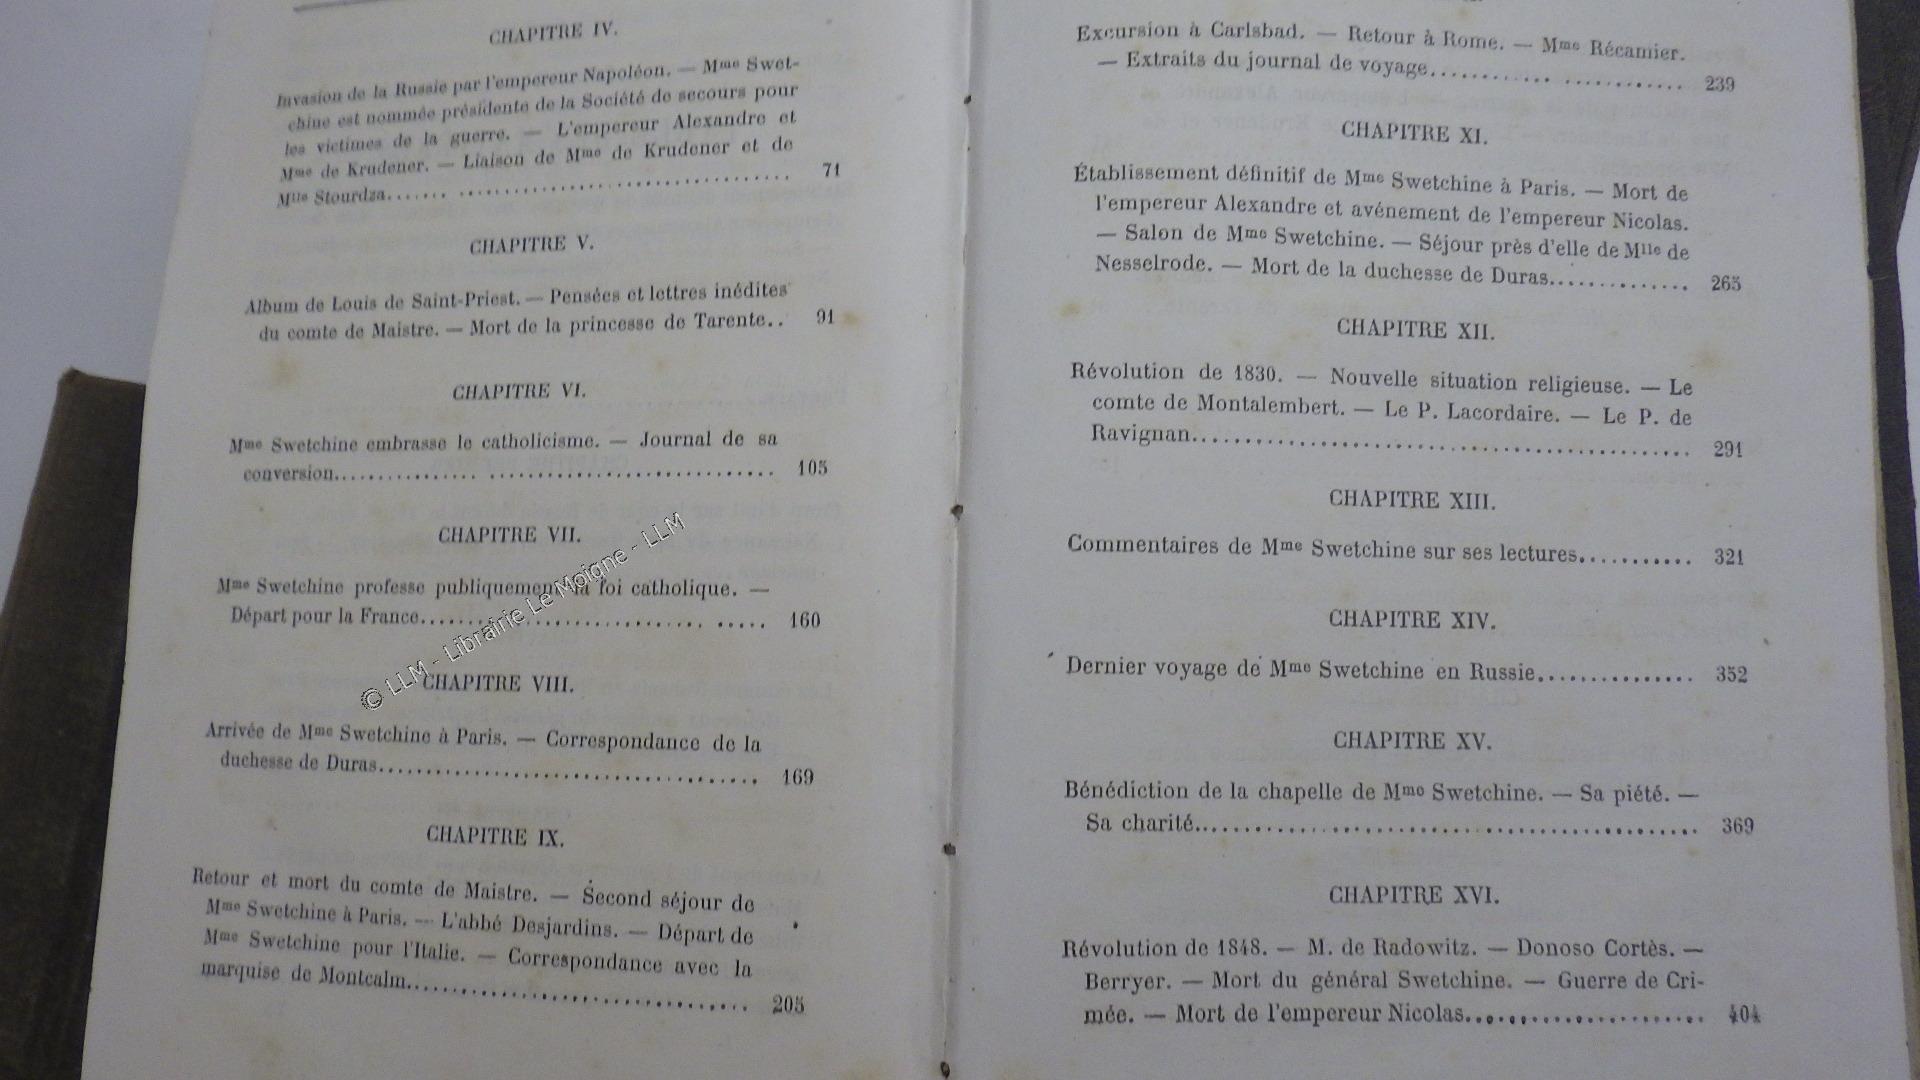 CHAPITRE IV.
Invasion de la Russie par l'empereur Napoléon. — Mme Swet-
chine est nommée présidente de la Société de secours pour
les victimes de la guerre. — L'empereur Alexandre et
Mme de Krudener. — Liaison de Mme de Krudener et de
Mlle Stourdza....... .................................... 71
CHAPITRE V.
Album de Louis de Saint-Priest. — Pensées et lettres inédites
du comte de Maistre. — Mort de la princesse de Tarente.. 91
CHAPITRE VI.
Mme Swetchine embrasse le catholicisme. — Journal de sa
conversion................ ............................... 105
CHAPITRE VII.
Mme Swetchine professe publiquement la foi catholique. —
Départ pour la France.............................. ..... 160
CHAPITRE VIII.
Arrivée de Mme Swetchine à Paris. — Correspondance de la
duchesse de Duras....................................... 169
CHAPITRE IX.
Retour et mort du comte de Maistre. — Second séjour de
Mme Swetchine à Paris. — L'abbé Desjardins. — Départ de
Mme Swetchine pour l'Italie. — Correspondance avec la
marquise de Montcalm.................................... 205
© LLM - Librairie Le Moigne - LLM
Excursion à Carlsbad. — Retour à Rome. — Mme Récamier.
— Extraits du journal de voyage............ ............ 239
CHAPITRE XI.
Établissement définitif de Mme Swetchine à Paris. — Mort de
l'empereur Alexandre et avénement de l'empereur Nicolas.
— Salon de Mme Swetchine. — Séjour près d'elle de Mlle de
Nesselrode. — Mort de la duchesse de Duras.............. 265
CHAPITRE XII.
Révolution de 1830. — Nouvelle situation religieuse. — Le
comte de Montalembert. — Le P. Lacordaire. — Le P. de
Ravignan................................................ 291
CHAPITRE XIII.
Commentaires de Mme Swetchine sur ses lectures........... 321
CHAPITRE XIV.
Dernier voyage de Mme Swetchine en Russie............... 352
CHAPITRE XV.
Bénédiction de la chapelle de Mme Swetchine. — Sa piété. —
Sa charité................................................ 369
CHAPITRE XVI.
Révolution de 1848. — M. de Radowitz. — Donoso Cortès. —
Berryer. — Mort du général Swetchine. — Guerre de Cri-
mée. — Mort de l'empereur Nicolas........................ 404